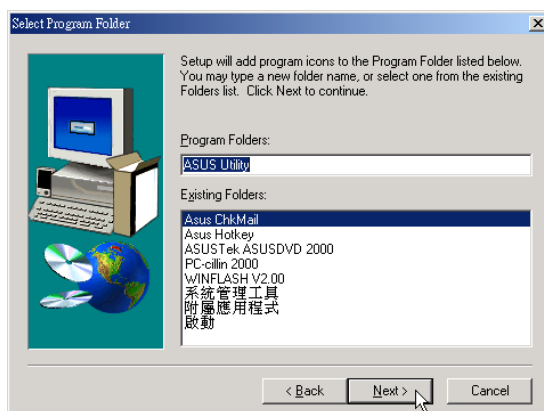 Select Program Folder
Setup will add program icons to the Program Folder listed below.
You may type a new folder name, or select one from the existing
Folders list. Click Next to continue.
Program Folders:
ASUS Utility
Existing Folders:
Asus ChkMail
Asus Hotkey
ASUSTek ASUSDVD 2000
PC-cillin 2000
WINFLASH V2.00
系統管理工具
附屬應用程式
啟動
< Back
Next >
Cancel